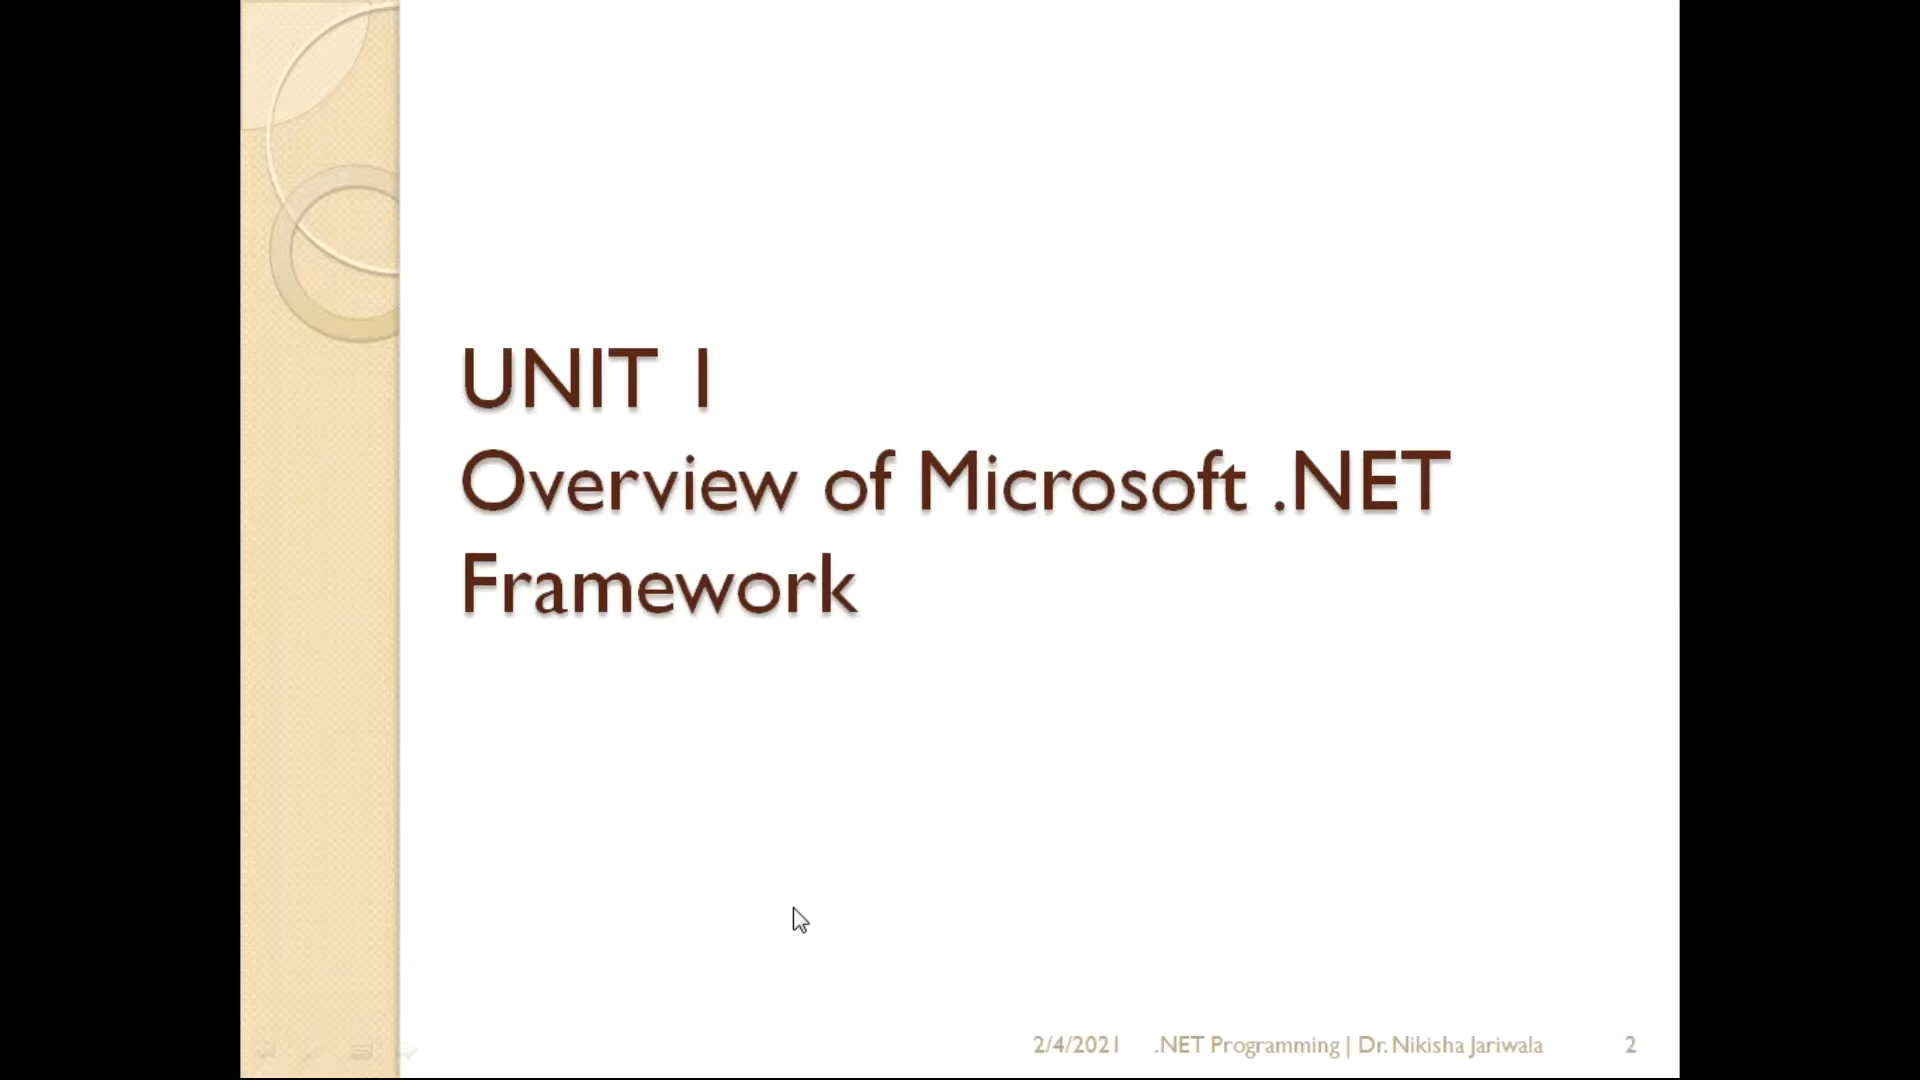 UNIT 1
Overview of Microsoft .NET
Framework
2/4/2021 .NET Programming | Dr. Nikisha Jariwala 2